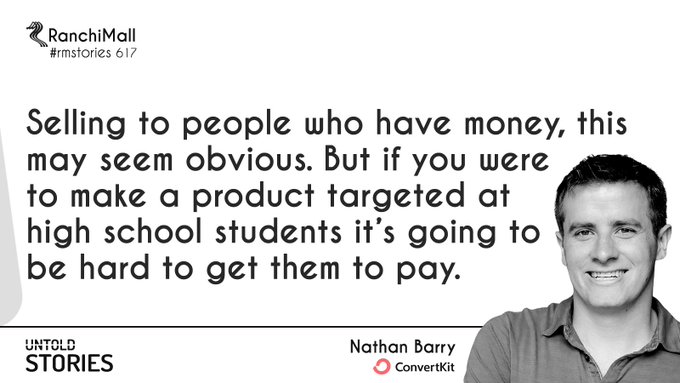 RanchiMall
#rmstories 617
Selling to people who have money, this
may seem obvious. But if you were
to make a product targeted at
high school students it's going to
be hard to get them to pay.
UNTOLD
STORIES
Nathan Barry
ConvertKit